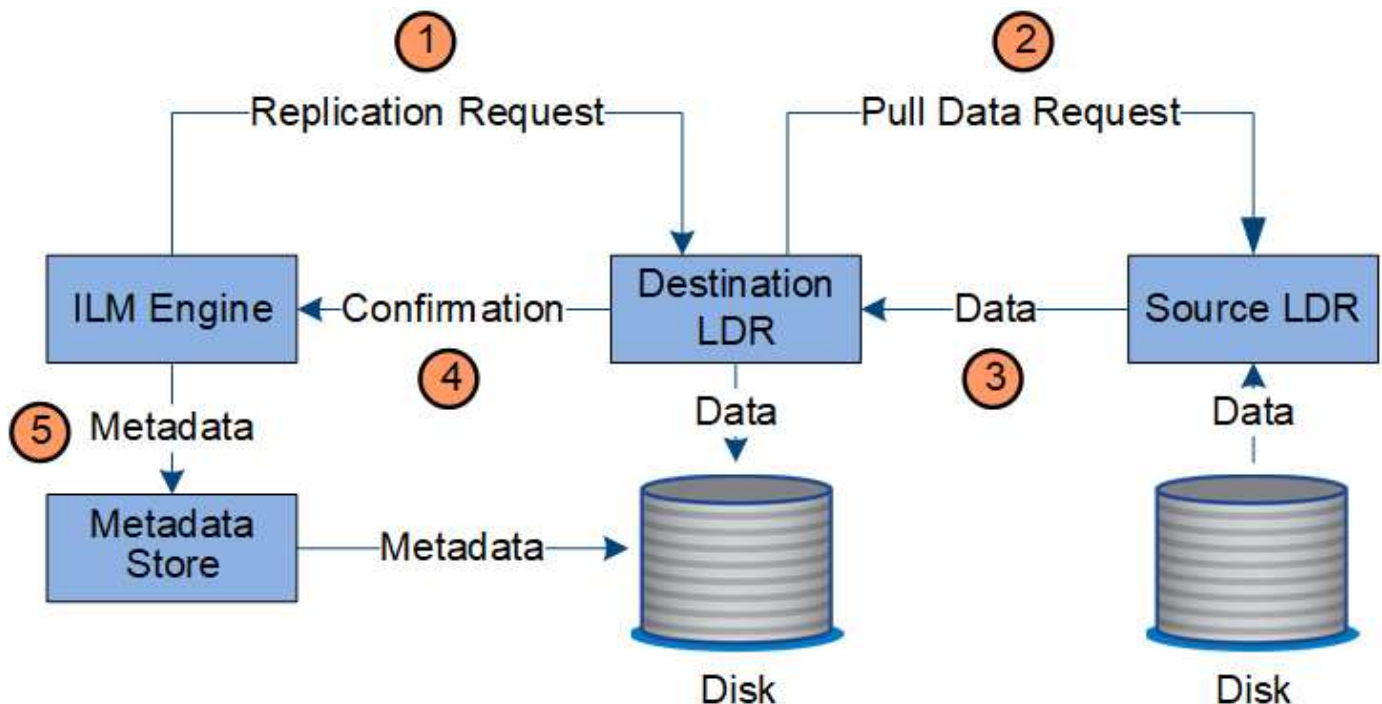 1
2
Replication Request
Pull Data Request
ILM Engine
Confirmation
Destination
LDR
Data
Source LDR
4
3
5
Metadata
Data
Data
Metadata
Store
Metadata
Disk
Disk